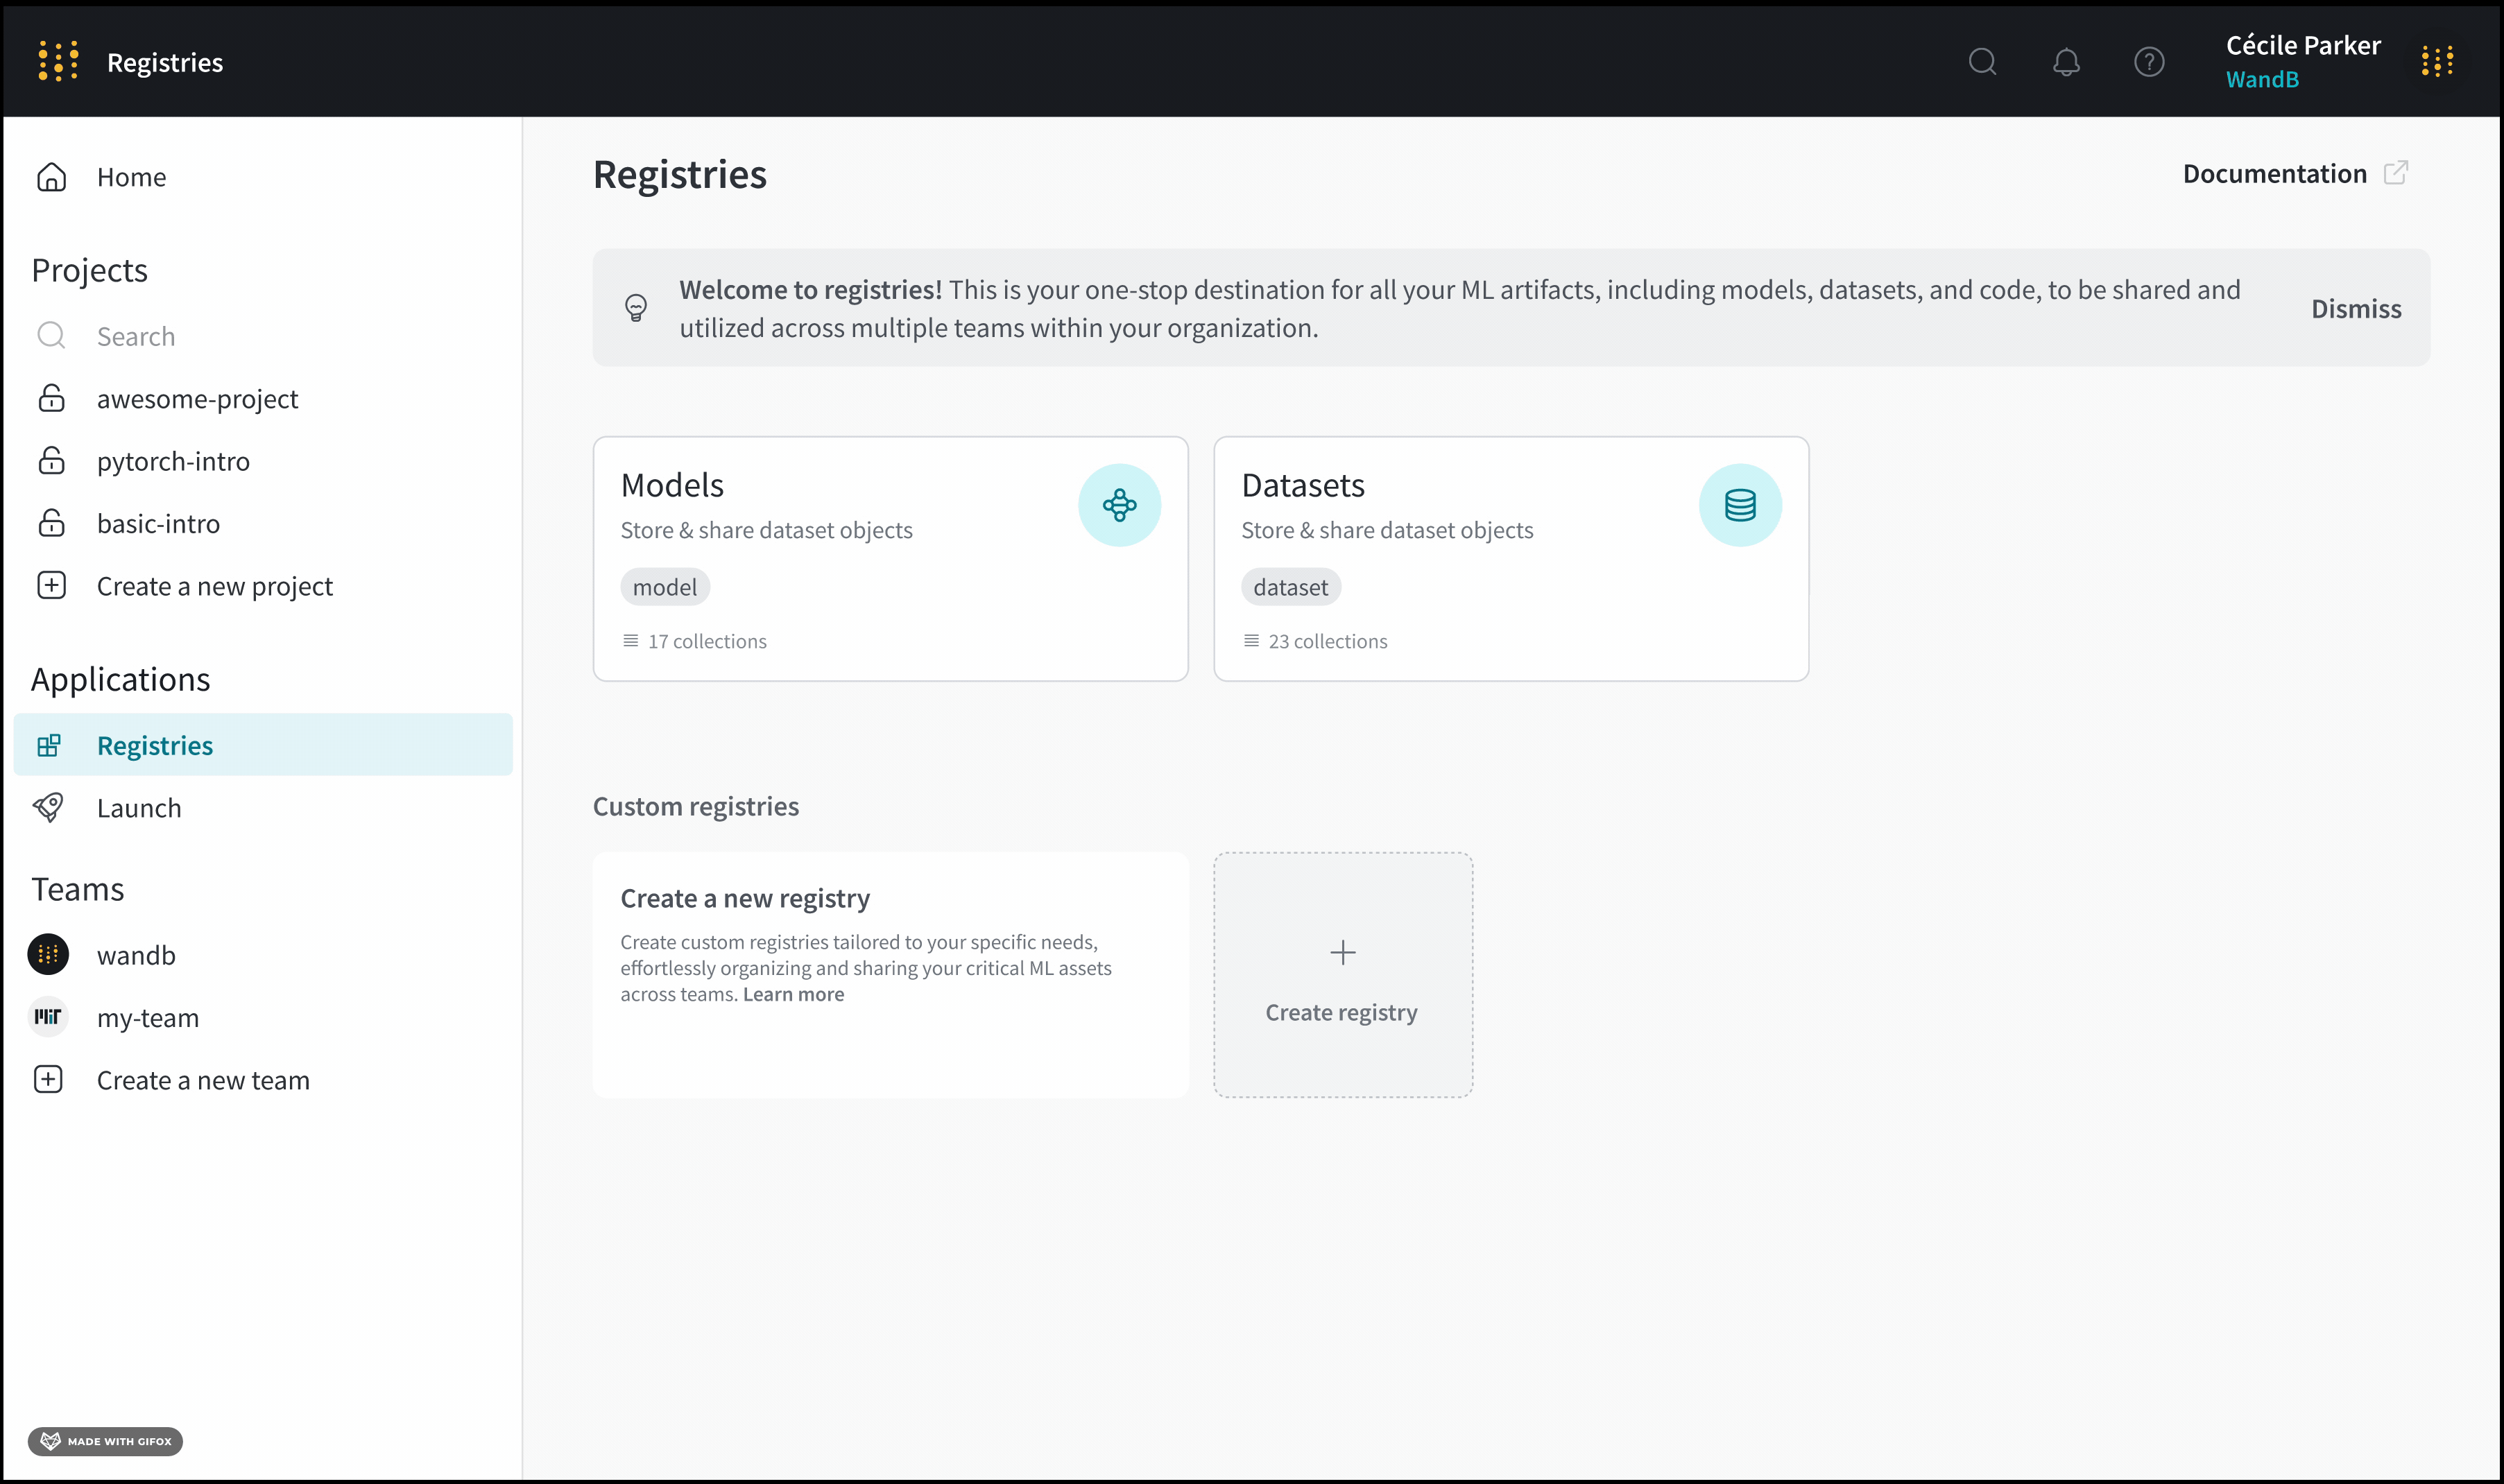 Registries
Cécile Parker
WandB
Home
Projects
Search
awesome-project
pytorch-intro
basic-intro
Create a new project
Applications
Registries
Launch
Teams
wandb
MIT
my-team
Create a new team
MADE WITH GIFOX
Registries
Documentation
Welcome to registries! This is your one-stop destination for all your ML artifacts, including models, datasets, and code, to be shared and
utilized across multiple teams within your organization.
Dismiss
Models
Store & share dataset objects
model
17 collections
Datasets
Store & share dataset objects
dataset
23 collections
Custom registries
Create a new registry
Create custom registries tailored to your specific needs,
effortlessly organizing and sharing your critical ML assets
across teams. Learn more
Create registry